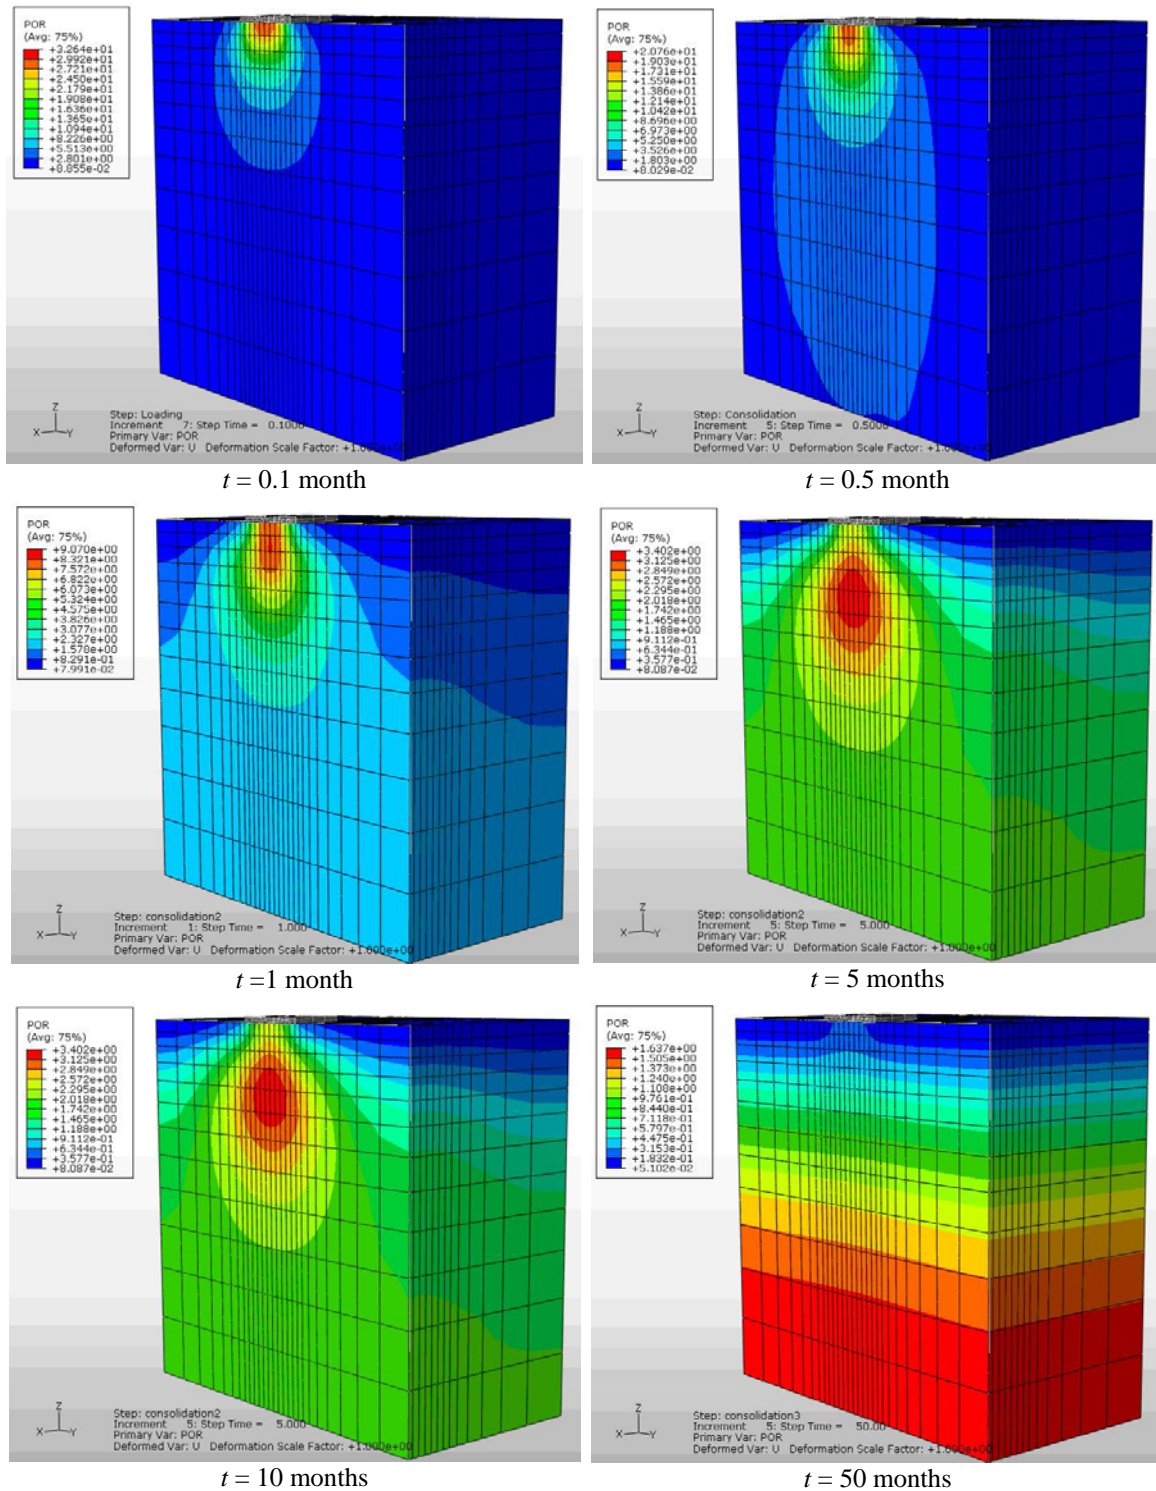 POR
(Avg: 75%)
+3.264e+01
+2.992e+01
+2.721e+01
+2.450e+01
+2.179e+01
+1.908e+01
+1.636e+01
+1.365e+01
+1.094e+01
+8.226e+00
+5.513e+00
+2.801e+00
+8.855e-02
Z
X
Y
Step: Loading
Increment 7: Step Time = 0.1000
Primary Var: POR
Deformed Var: U Deformation Scale Factor: +1.000e+00
t = 0.1 month
POR
(Avg: 75%)
+2.076e+01
+1.903e+01
+1.731e+01
+1.559e+01
+1.386e+01
+1.214e+01
+1.042e+01
+8.696e+00
+6.973e+00
+5.250e+00
+3.526e+00
+1.803e+00
+8.029e-02
Z
X
Y
Step: Consolidation
Increment 5: Step Time = 0.5000
Primary Var: POR
Deformed Var: U Deformation Scale Factor: +1.000e+00
t = 0.5 month
POR
(Avg: 75%)
+9.070e+00
+8.321e+00
+7.572e+00
+6.822e+00
+6.073e+00
+5.324e+00
+4.575e+00
+3.826e+00
+3.077e+00
+2.327e+00
+1.578e+00
+8.291e-01
+7.991e-02
Z
X
Y
Step: consolidation2
Increment 1: Step Time = 1.000
Primary Var: POR
Deformed Var: U Deformation Scale Factor: +1.000e+00
t =1 month
POR
(Avg: 75%)
+3.402e+00
+3.125e+00
+2.849e+00
+2.572e+00
+2.295e+00
+2.018e+00
+1.742e+00
+1.465e+00
+1.188e+00
+9.112e-01
+6.344e-01
+3.577e-01
+8.087e-02
Z
X
Y
Step: consolidation2
Increment 5: Step Time = 5.000
Primary Var: POR
Deformed Var: U Deformation Scale Factor: +1.000e+00
t = 5 months
POR
(Avg: 75%)
+3.402e+00
+3.125e+00
+2.849e+00
+2.572e+00
+2.295e+00
+2.018e+00
+1.742e+00
+1.465e+00
+1.188e+00
+9.112e-01
+6.344e-01
+3.577e-01
+8.087e-02
Z
X
Y
Step: consolidation2
Increment 5: Step Time = 5.000
Primary Var: POR
Deformed Var: U Deformation Scale Factor: +1.000e+00
t = 10 months
POR
(Avg: 75%)
+1.637e+00
+1.505e+00
+1.373e+00
+1.240e+00
+1.108e+00
+9.761e-01
+8.440e-01
+7.118e-01
+5.797e-01
+4.475e-01
+3.153e-01
+1.832e-01
+5.102e-02
Z
X
Y
Step: consolidation3
Increment 5: Step Time = 50.00
Primary Var: POR
Deformed Var: U Deformation Scale Factor: +1.000e+00
t = 50 months